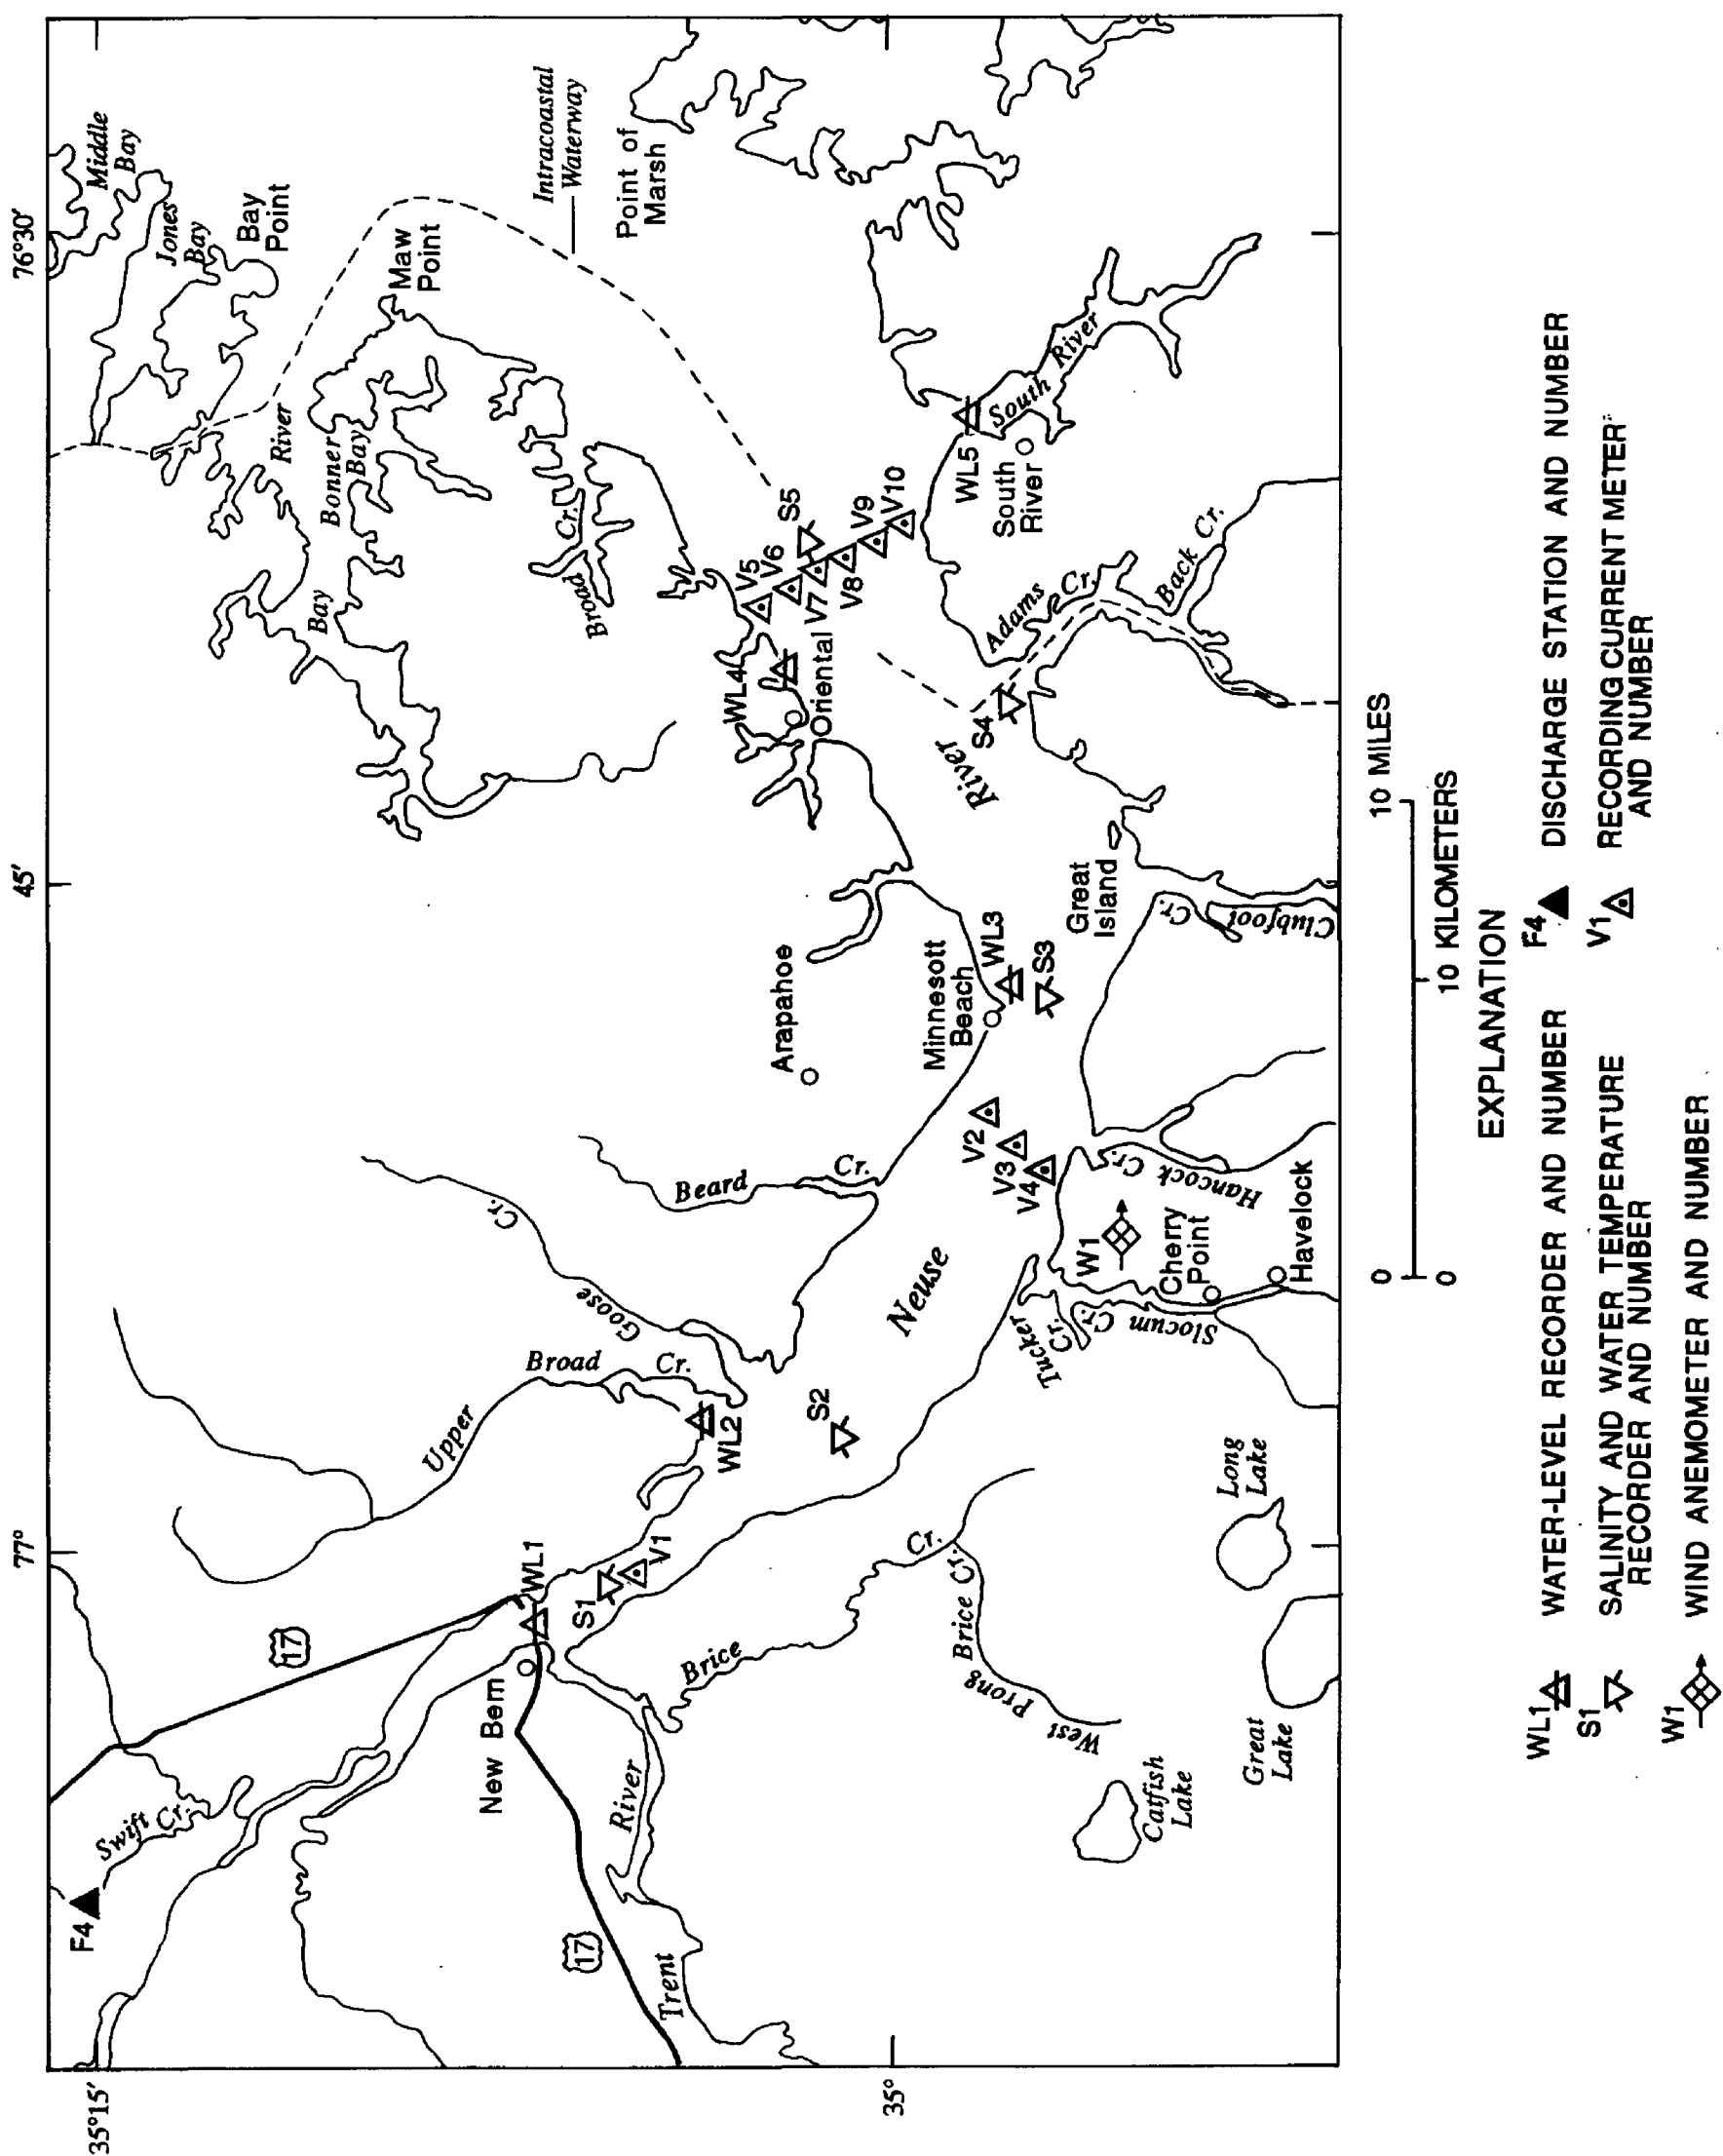 77°
45'
76°30'
35°15'
35°
F4
Swift Cr.
17
17
New Bern
WL1
S1
V1
Trent
River
Brice
Cr.
West
Prong
Brice Cr.
Catfish
Lake
Great
Lake
Long
Lake
Upper
Broad
Cr.
WL2
S2
Goose
Cr.
Beard
Cr.
Neuse
River
Tucker
Cr.
Slocum Cr.
W1
Cherry
Point
Havelock
Hancock
Cr.
V2
V3
V4
Arapahoe
Minnesott
Beach
WL3
S3
Great
Island
Clubfoot
Cr.
WL4
Oriental
V5
V6
V7
V8
V9
V10
S5
S4
Adams
Cr.
Back Cr.
WL5
South
River
South River
Broad
Cr.
Bay
River
Bonner
Bay
Maw
Point
Jones
Bay
Bay
Point
Middle
Bay
Intracoastal
Waterway
Point of
Marsh
0
10 MILES
0
10 KILOMETERS
EXPLANATION
WL1 WATER-LEVEL RECORDER AND NUMBER
S1 SALINITY AND WATER TEMPERATURE
RECORDER AND NUMBER
W1 WIND ANEMOMETER AND NUMBER
F4 DISCHARGE STATION AND NUMBER
V1 RECORDING CURRENT METER
AND NUMBER